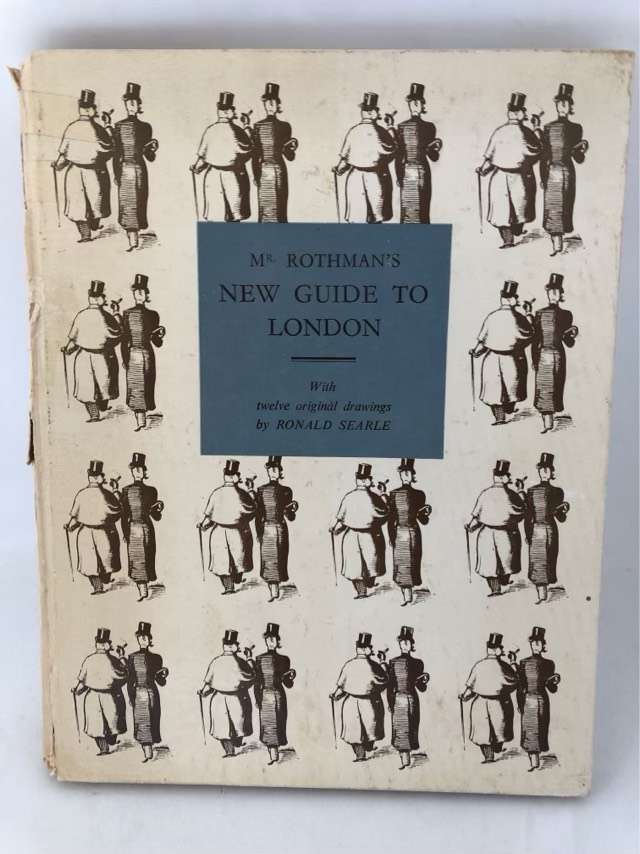 MR. ROTHMAN'S
NEW GUIDE TO
LONDON
With
twelve original drawings
by RONALD SEARLE